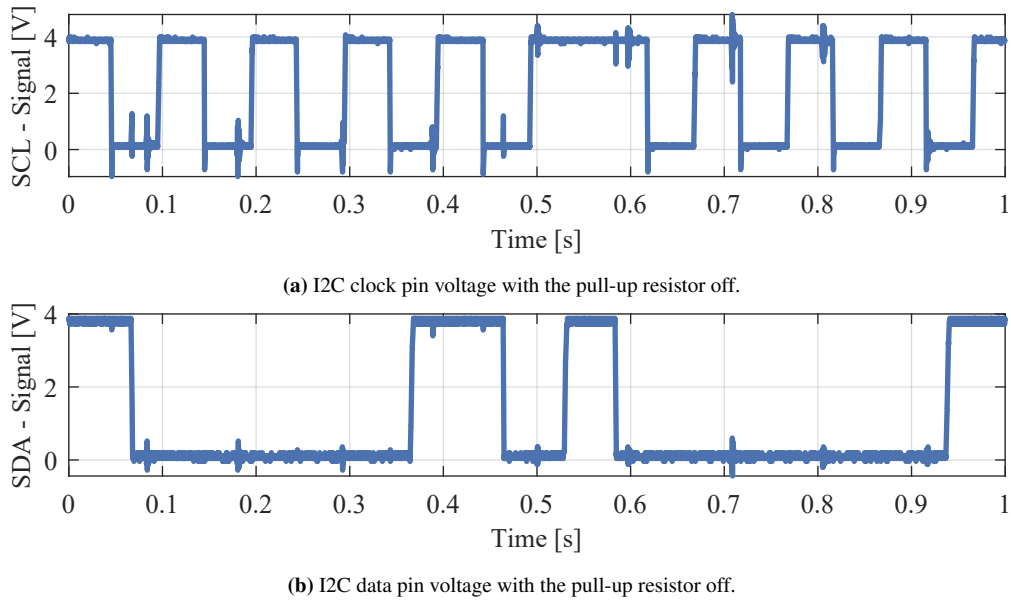 SCL - Signal [V]
4
2
0
0 0.1 0.2 0.3 0.4 0.5 0.6 0.7 0.8 0.9 1
Time [s]
(a) I2C clock pin voltage with the pull-up resistor off.
SDA - Signal [V]
4
2
0
0 0.1 0.2 0.3 0.4 0.5 0.6 0.7 0.8 0.9 1
Time [s]
(b) I2C data pin voltage with the pull-up resistor off.